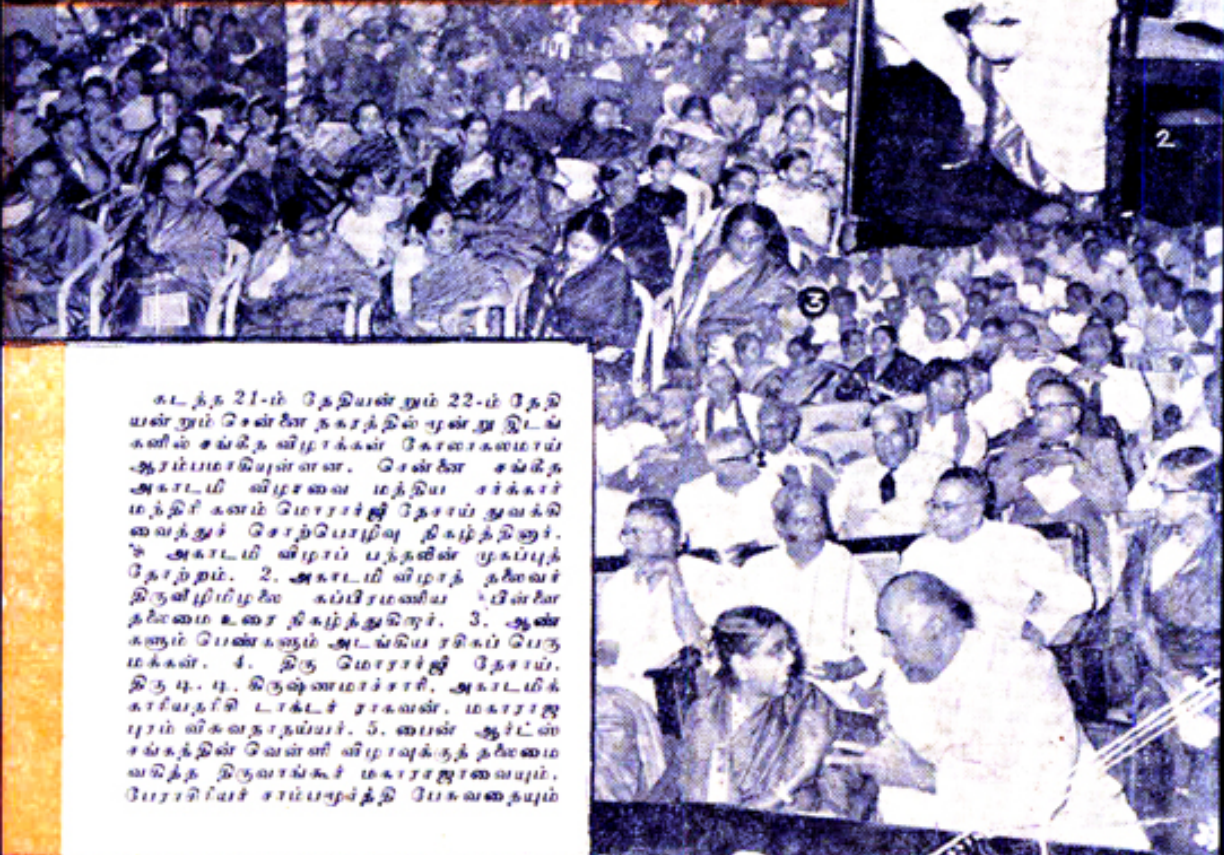 2
3
கடந்த 21-ம் தேதியன்றும் 22-ம் தேதி
யன்றும் சென்னை நகரத்தில் மூன்று இடங்
களில் சங்கீத விழாக்கள் கோலாகலமாய்
ஆரம்பமாகியுள்ளன. சென்னை சங்கீத
அகாடமி விழாவை மத்திய சர்க்கார்
மந்திரி கனம் மொரார்ஜி தேசாய் துவக்கி
வைத்துச் சொற்பொழிவு நிகழ்த்தினார்.
அகாடமி விழாப் பந்தலின் முகப்புத்
தோற்றம். 2. அகாடமி விழாத் தலைவர்
திருவீழிமிழலை சுப்பிரமணிய பிள்ளை
தலைமை உரை நிகழ்த்துகிறார். 3. ஆண்
களும் பெண்களும் அடங்கிய ரசிகப் பெரு
மக்கள். 4. திரு மொரார்ஜி தேசாய்,
திரு டி. டி. கிருஷ்ணமாச்சாரி, அகாடமிக்
காரியதரிசி டாக்டர் ராகவன், மகாராஜ
புரம் விசுவநாதய்யர். 5. பைன் ஆர்ட்ஸ்
சங்கத்தின் வெள்ளி விழாவுக்குத் தலைமை
வகித்த திருவாங்கூர் மகாராஜாவையும்,
பேராசிரியர் சாம்பமூர்த்தி பேசுவதையும்